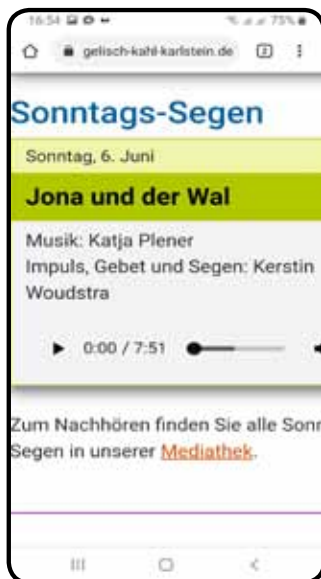 16:54 75%
gelisch-kahl-karlstein.de 2
Sonntags-Segen
Sonntag, 6. Juni
Jona und der Wal
Musik: Katja Plener
Impuls, Gebet und Segen: Kerstin
Woudstra
0:00 / 7:51
Zum Nachhören finden Sie alle Sonn
Segen in unserer Mediathek.